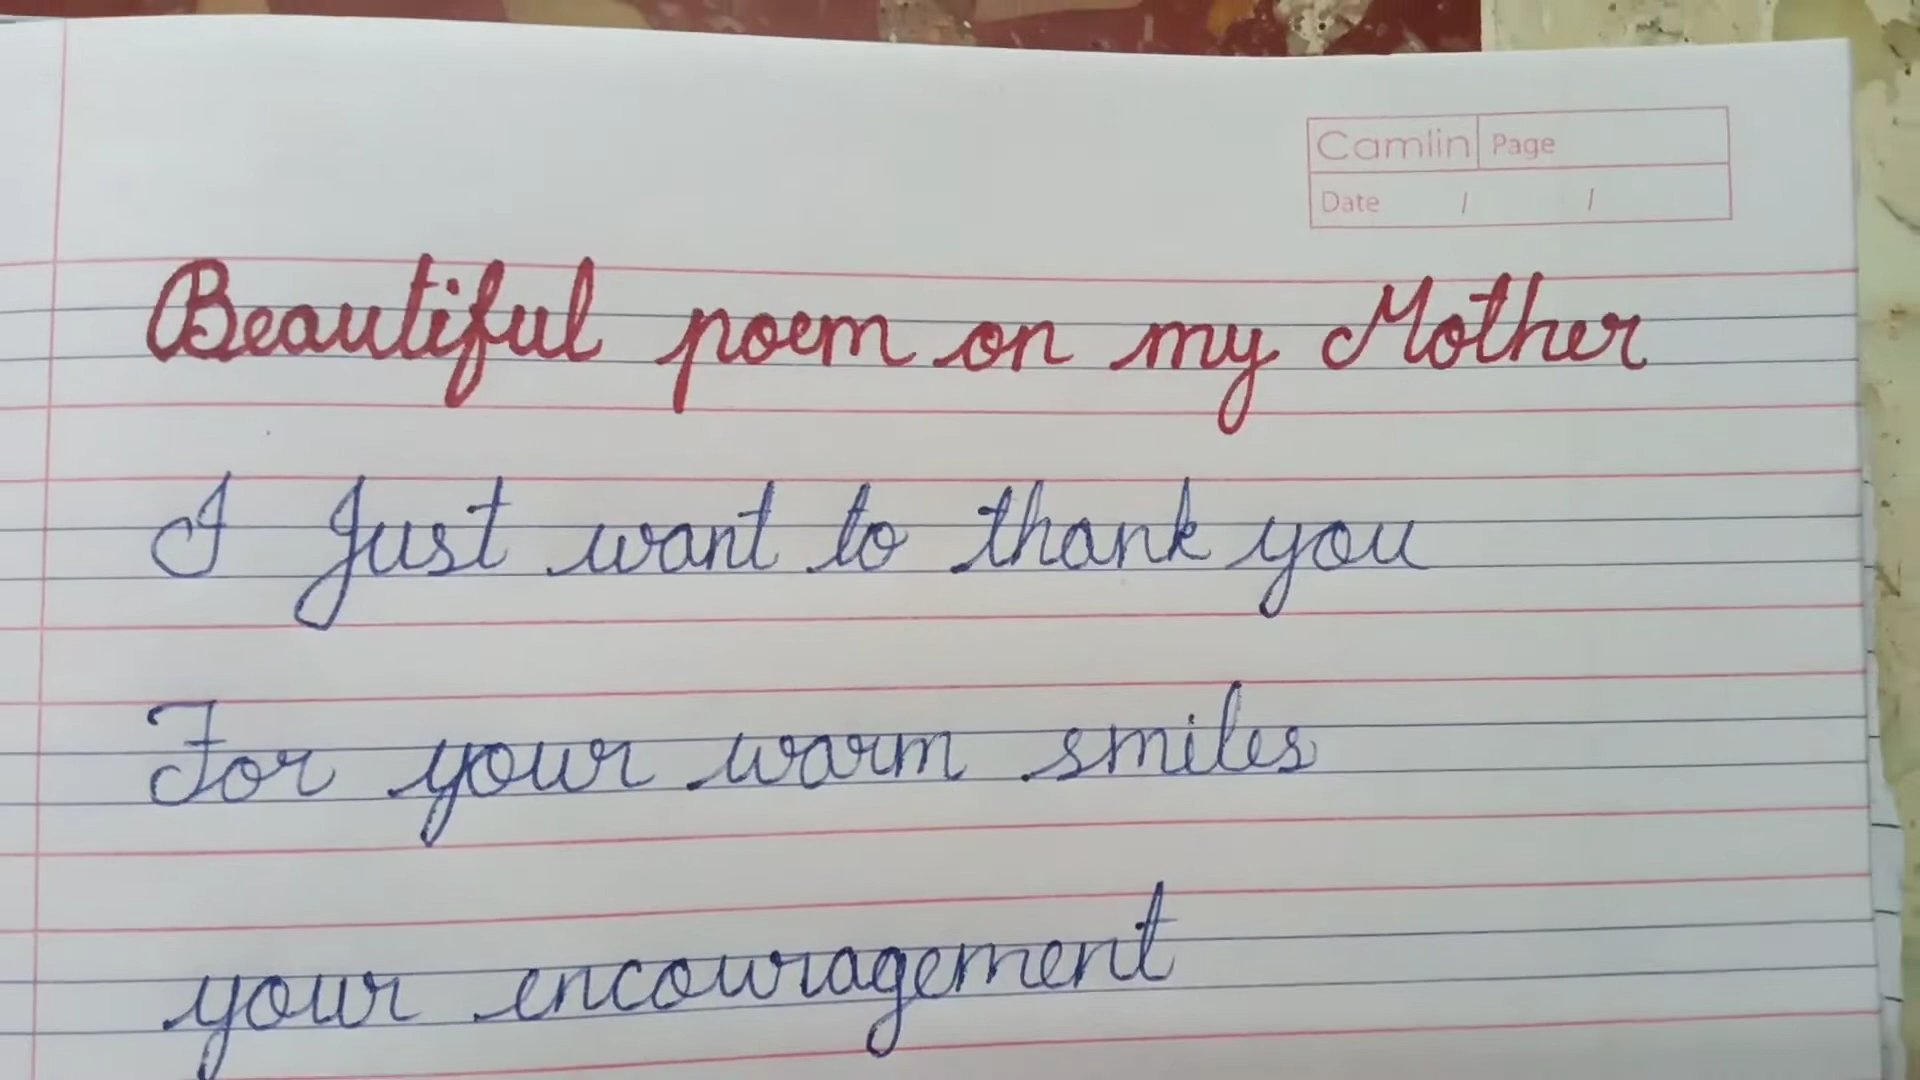 Camlin Page
Date / /
Beautiful poem on my Mother
I Just want to thank you
For your warm smiles
your encouragement